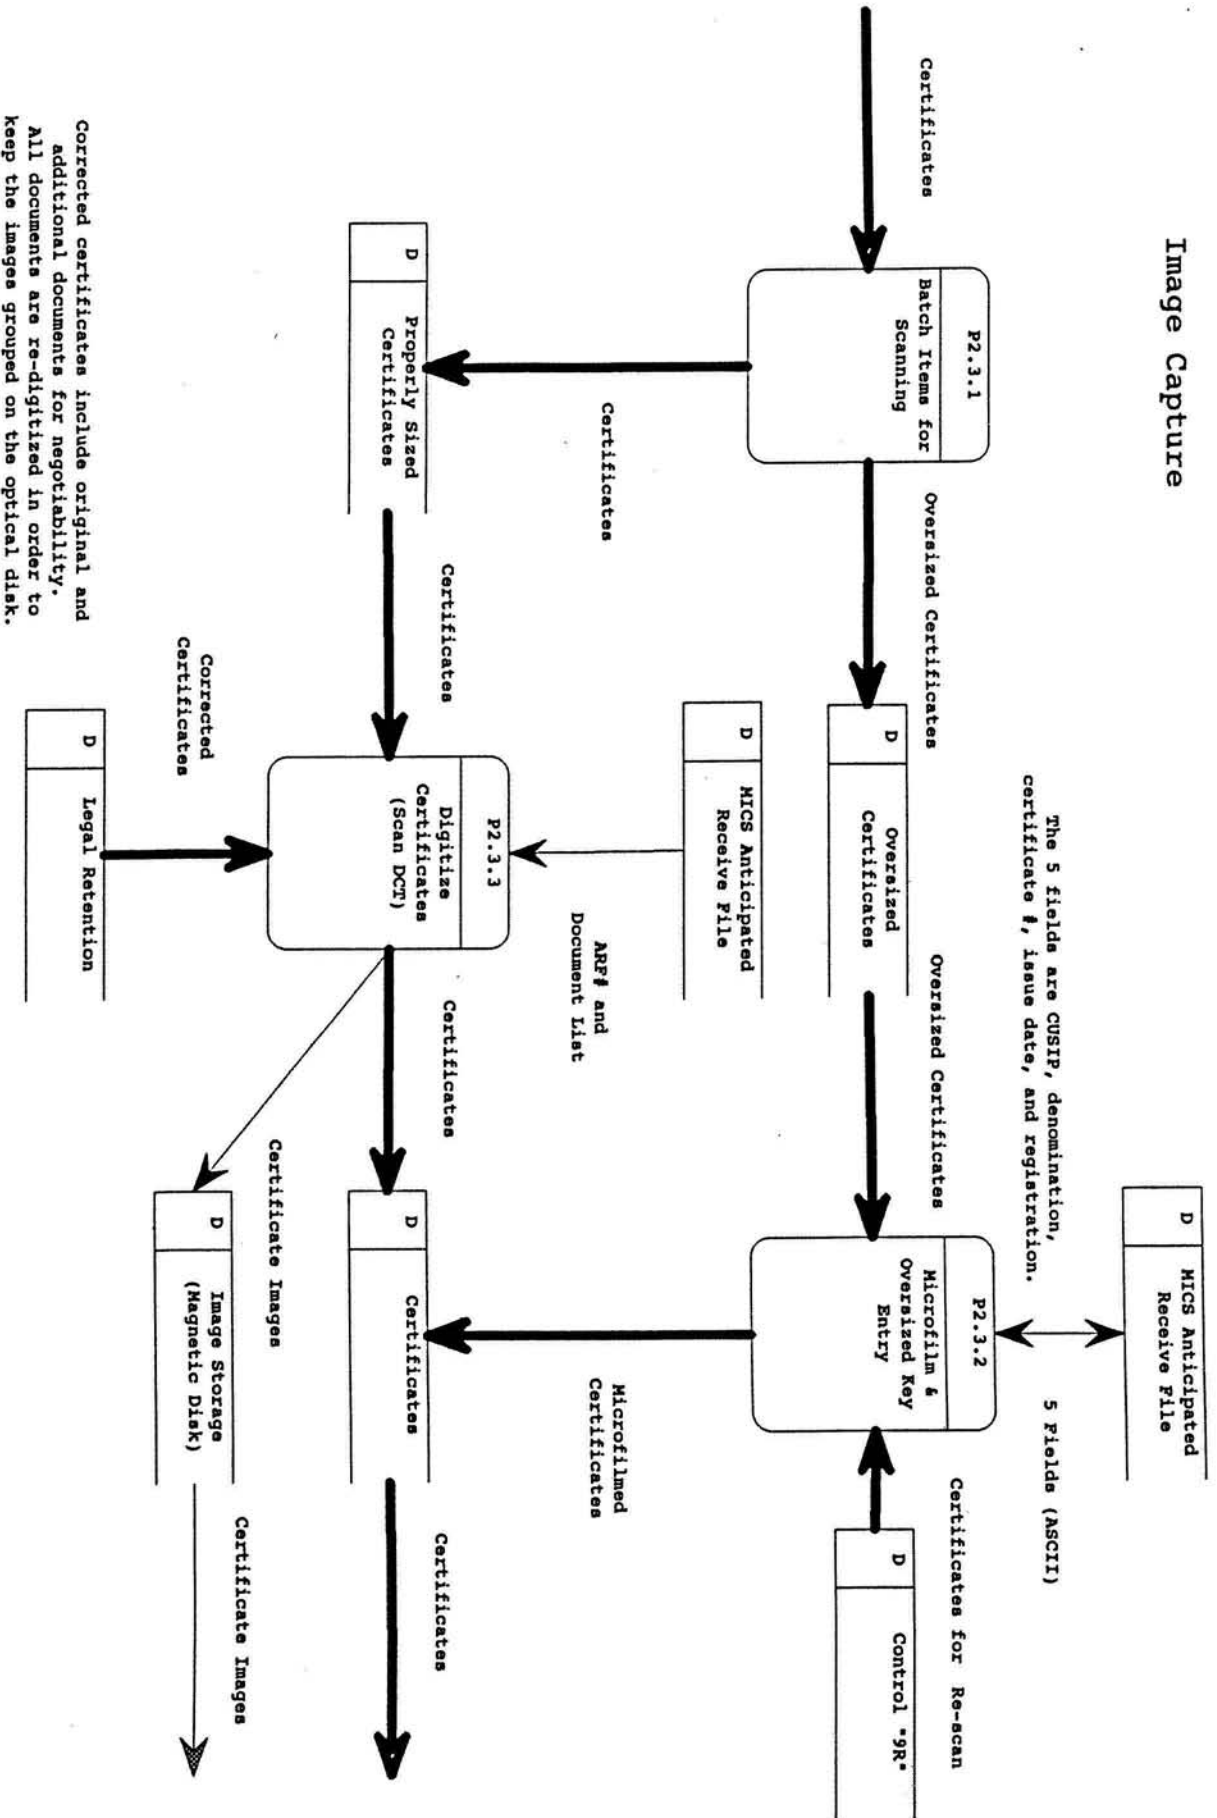 Image Capture
MICS Anticipated
Receive File
D
The 5 fields are CUSIP, denomination,
certificate #, issue date, and registration.
5 Fields (ASCII)
Certificates
P2.3.1
Batch Items for
Scanning
Oversized Certificates
D
Oversized
Certificates
Oversized Certificates
P2.3.2
Microfilm &
Oversized Key
Entry
Certificates for Re-scan
D
Control "9R"
D
MICS Anticipated
Receive File
Certificates
ARF# and
Document List
Microfilmed
Certificates
D
Properly Sized
Certificates
Certificates
P2.3.3
Digitize
Certificates
(Scan DCT)
Certificates
D
Certificates
Certificates
Certificate Images
D
Image Storage
(Magnetic Disk)
Certificate Images
Corrected
Certificates
D
Legal Retention
Corrected certificates include original and
additional documents for negotiability.
All documents are re-digitized in order to
keep the images grouped on the optical disk.